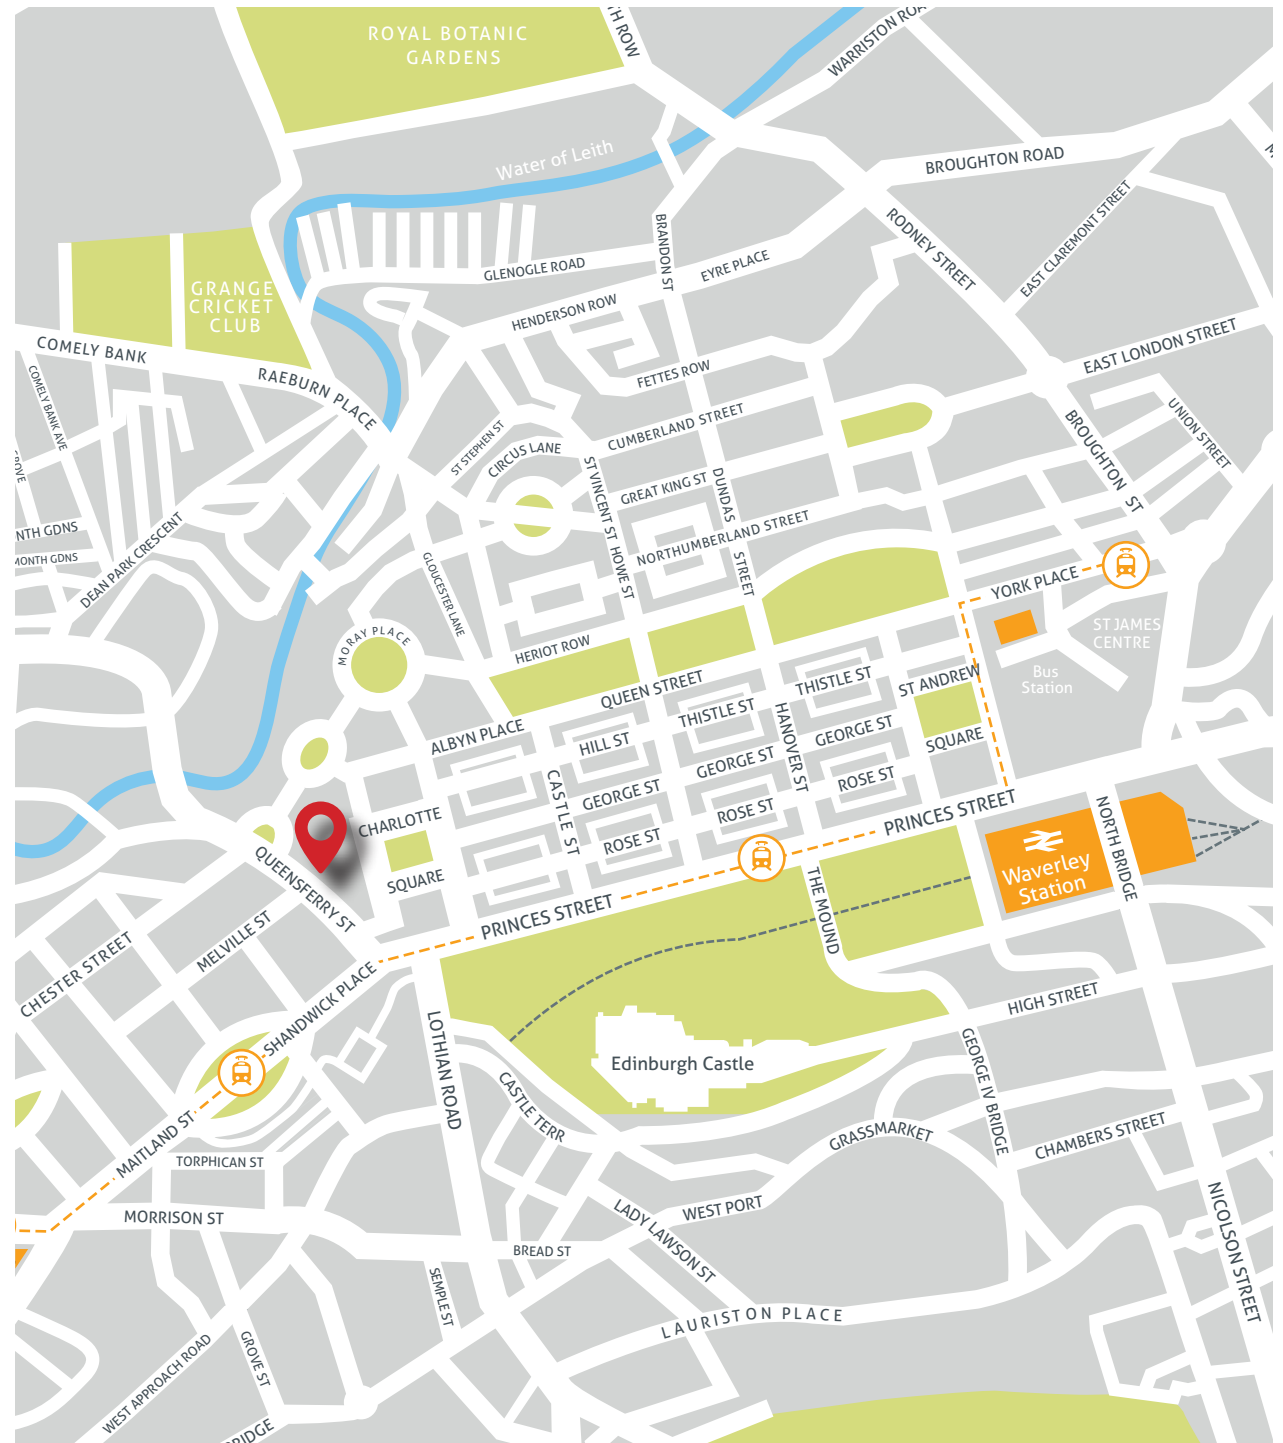 ROYAL BOTANIC
GARDENS
TH ROW
WARRISTON ROA
Water of Leith
BROUGHTON ROAD
EAST CLAREMONT STREET
RODNEY STREET
BRANDON ST
EYRE PLACE
GLENOGLE ROAD
HENDERSON ROW
GRANGE
CRICKET
CLUB
COMELY BANK
COMELY BANK AVE
RAEBURN PLACE
EAST LONDON STREET
FETTES ROW
CUMBERLAND STREET
UNION STREET
BROUGHTON ST
ST STEPHEN ST
CIRCUS LANE
ST VINCENT ST
HOWE ST
GREAT KING ST
DUNDAS
STREET
NORTHUMBERLAND STREET
ROVE
NTH GDNS
MONTH GDNS
DEAN PARK CRESCENT
GLOUCESTER LANE
YORK PLACE
ST JAMES
CENTRE
Bus
Station
MORAY PLACE
HERIOT ROW
QUEEN STREET
THISTLE ST
ST ANDREW
SQUARE
THISTLE ST
ALBYN PLACE
HILL ST
HANOVER ST
GEORGE ST
GEORGE ST
GEORGE ST
CASTLE ST
ROSE ST
ROSE ST
ROSE ST
CHARLOTTE
SQUARE
PRINCES STREET
NORTH BRIDGE
Waverley
Station
QUEENSFERRY ST
MELVILLE ST
CHESTER STREET
PRINCES STREET
THE MOUND
SHANDWICK PLACE
LOTHIAN ROAD
HIGH STREET
Edinburgh Castle
GEORGE IV BRIDGE
CASTLE TERR
GRASSMARKET
CHAMBERS STREET
MAITLAND ST
TORPHICAN ST
MORRISON ST
WEST PORT
LADY LAWSON ST
BREAD ST
NICOLSON STREET
SEMPLE ST
LAURISTON PLACE
GROVE ST
WEST APPROACH ROAD
RIDGE